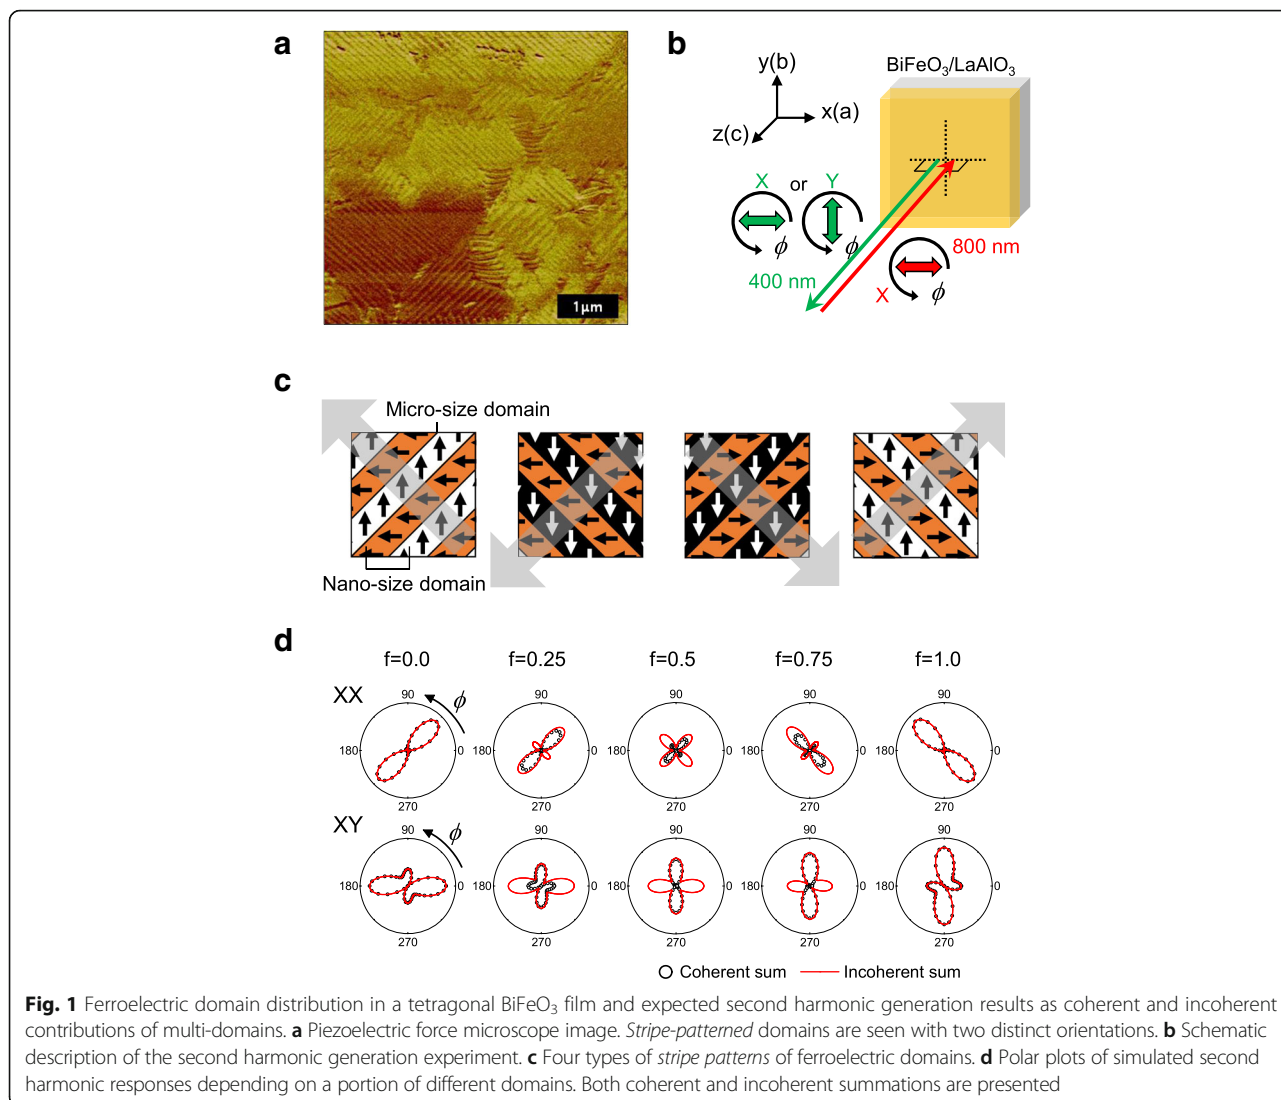 a
1µm
b
y(b)
x(a)
z(c)
BiFeO₃/LaAlO₃
X or Y
ϕ ϕ
800 nm
400 nm
X ϕ
c
Micro-size domain
Nano-size domain
d
f=0.0 f=0.25 f=0.5 f=0.75 f=1.0
XX
ϕ
90 90 90 90 90
180 0 180 0 180 0 180 0 180 0
270 270 270 270 270
XY
ϕ
90 90 90 90 90
180 0 180 0 180 0 180 0 180 0
270 270 270 270 270
Coherent sum Incoherent sum
Fig. 1 Ferroelectric domain distribution in a tetragonal BiFeO₃ film and expected second harmonic generation results as coherent and incoherent
contributions of multi-domains. a Piezoelectric force microscope image. Stripe-patterned domains are seen with two distinct orientations. b Schematic
description of the second harmonic generation experiment. c Four types of stripe patterns of ferroelectric domains. d Polar plots of simulated second
harmonic responses depending on a portion of different domains. Both coherent and incoherent summations are presented